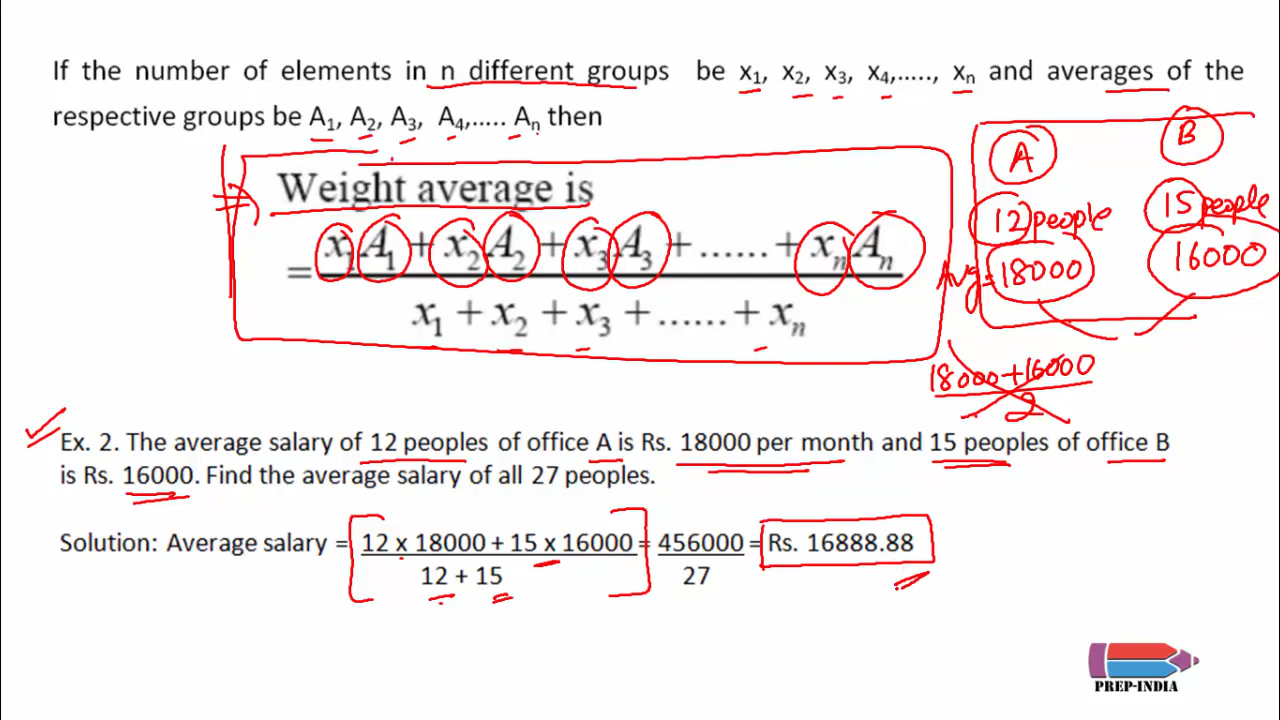 If the number of elements in n different groups be x₁, x₂, x₃, x₄,....., xₙ and averages of the
respective groups be A₁, A₂, A₃, A₄,..... Aₙ then
Weight average is
= x₁A₁ + x₂A₂ + x₃A₃ + ...... + xₙAₙ
x₁ + x₂ + x₃ + ...... + xₙ
A B
12 people 15 people
Avg = 18000 16000
18000+16000
2
Ex. 2. The average salary of 12 peoples of office A is Rs. 18000 per month and 15 peoples of office B
is Rs. 16000. Find the average salary of all 27 peoples.
Solution: Average salary = 12 x 18000 + 15 x 16000 = 456000 = Rs. 16888.88
12 + 15 27
PREP-INDIA